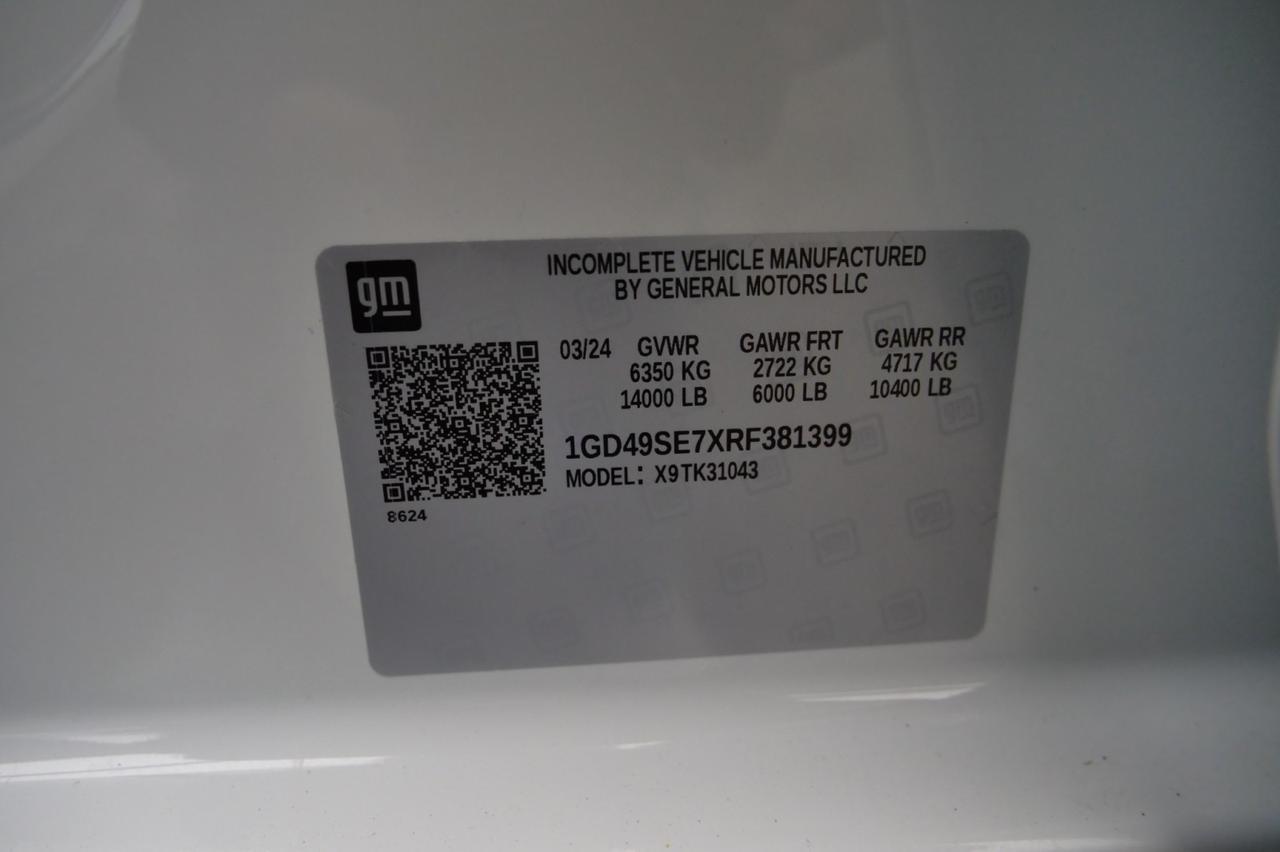 gm
INCOMPLETE VEHICLE MANUFACTURED
BY GENERAL MOTORS LLC
03/24 GVWR GAWR FRT GAWR RR
6350 KG 2722 KG 4717 KG
14000 LB 6000 LB 10400 LB
1GD49SE7XRF381399
MODEL: X9TK31043
8624